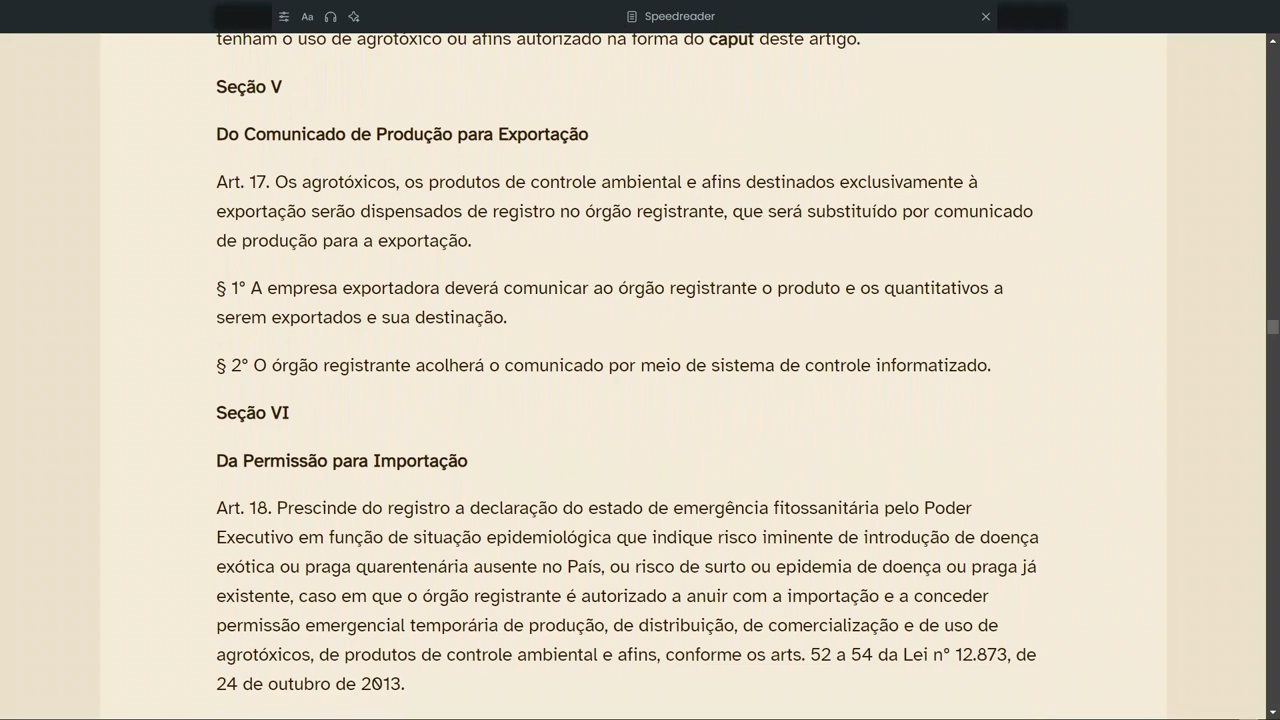 Aa
Speedreader
tenham o uso de agrotóxico ou afins autorizado na forma do caput deste artigo.
Seção V
Do Comunicado de Produção para Exportação
Art. 17. Os agrotóxicos, os produtos de controle ambiental e afins destinados exclusivamente à
exportação serão dispensados de registro no órgão registrante, que será substituído por comunicado
de produção para a exportação.
§ 1º A empresa exportadora deverá comunicar ao órgão registrante o produto e os quantitativos a
serem exportados e sua destinação.
§ 2º O órgão registrante acolherá o comunicado por meio de sistema de controle informatizado.
Seção VI
Da Permissão para Importação
Art. 18. Prescinde do registro a declaração do estado de emergência fitossanitária pelo Poder
Executivo em função de situação epidemiológica que indique risco iminente de introdução de doença
exótica ou praga quarentenária ausente no País, ou risco de surto ou epidemia de doença ou praga já
existente, caso em que o órgão registrante é autorizado a anuir com a importação e a conceder
permissão emergencial temporária de produção, de distribuição, de comercialização e de uso de
agrotóxicos, de produtos de controle ambiental e afins, conforme os arts. 52 a 54 da Lei nº 12.873, de
24 de outubro de 2013.